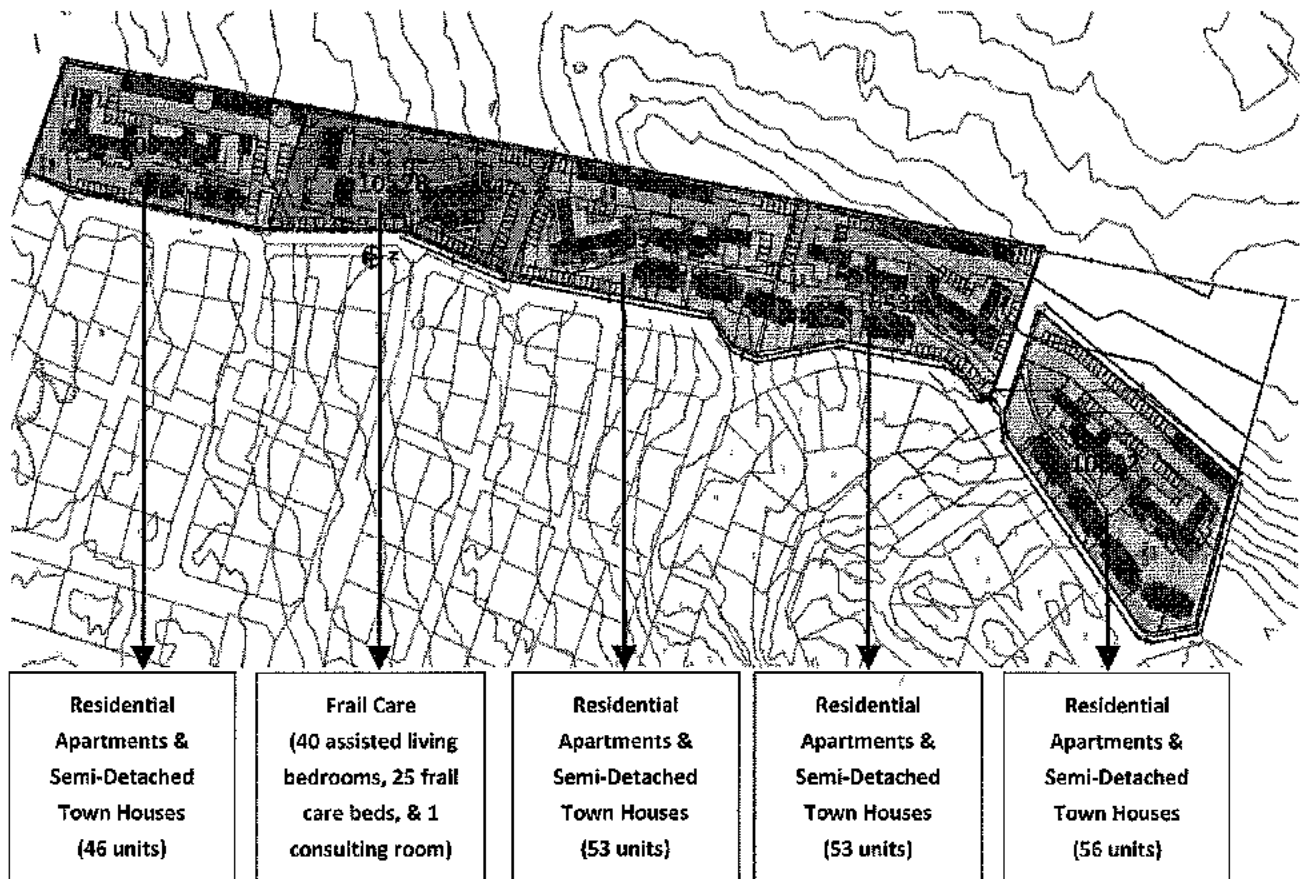 10578
Residential
Apartments &
Semi-Detached
Town Houses
(46 units)
Frail Care
(40 assisted living
bedrooms, 25 frail
care beds, & 1
consulting room)
Residential
Apartments &
Semi-Detached
Town Houses
(53 units)
Residential
Apartments &
Semi-Detached
Town Houses
(53 units)
Residential
Apartments &
Semi-Detached
Town Houses
(56 units)